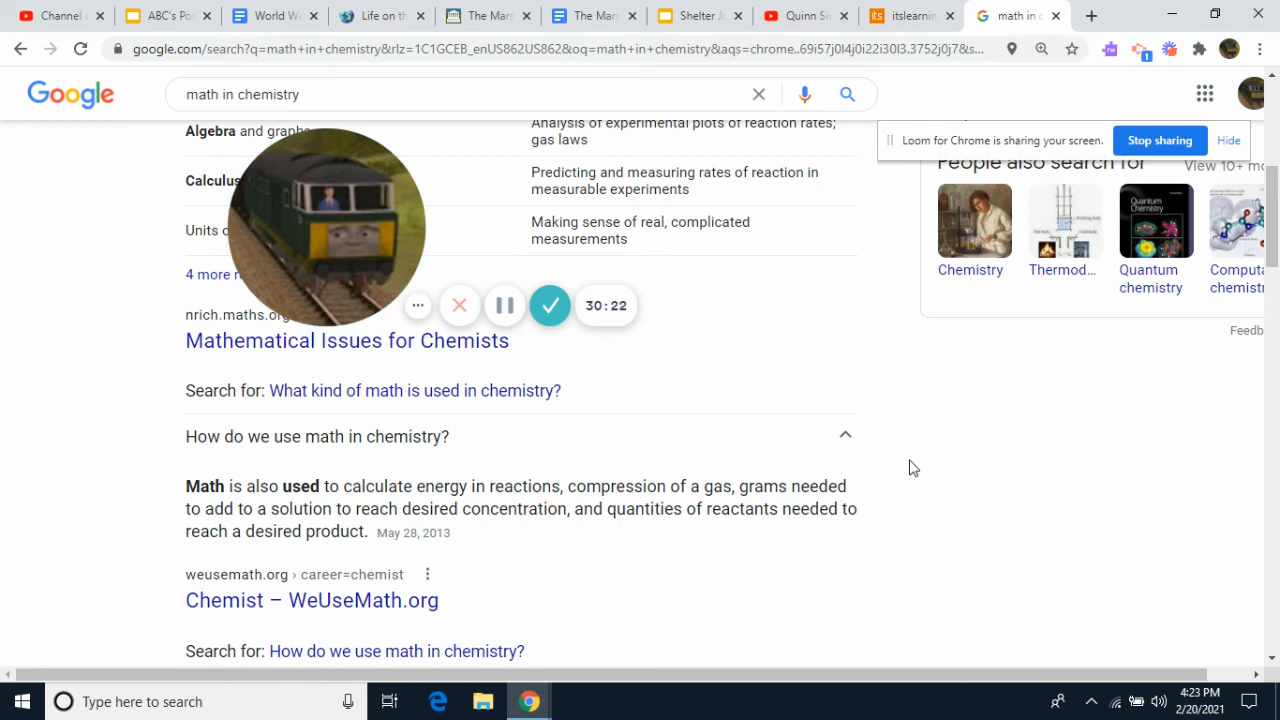 Channel c
ABC's Po
World W
Life on th
The Mars
The Mars
Shelter Jo
Quinn Sh
itslearning
math in c
google.com/search?q=math+in+chemistry&rlz=1C1GCEB_enUS862US862&oq=math+in+chemistry&aqs=chrome..69i57j0l4j0i22i30l3.3752j0j7&s...
Google
math in chemistry
Loom for Chrome is sharing your screen.
Stop sharing
Hide
Algebra and graphs
Analysis of experimental plots of reaction rates;
gas laws
Calculus
Predicting and measuring rates of reaction in
measurable experiments
Units o
Making sense of real, complicated
measurements
4 more r
People also search for
View 10+ mo
Quantum
Chemistry
Chemistry
Thermod...
Quantum
chemistry
Computa
chemistr
Feedb
30:22
nrich.maths.org
Mathematical Issues for Chemists
Search for: What kind of math is used in chemistry?
How do we use math in chemistry?
Math is also used to calculate energy in reactions, compression of a gas, grams needed
to add to a solution to reach desired concentration, and quantities of reactants needed to
reach a desired product. May 28, 2013
weusemath.org › career=chemist
Chemist – WeUseMath.org
Search for: How do we use math in chemistry?
Type here to search
4:23 PM
2/20/2021